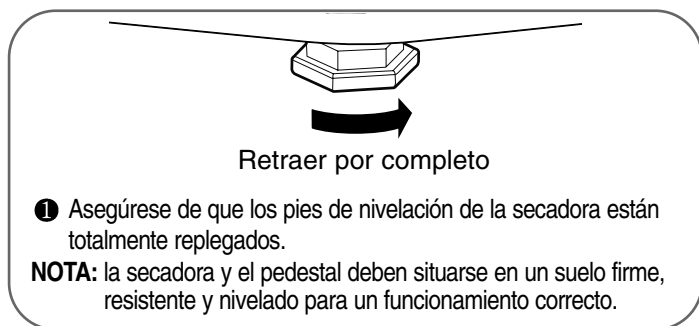 Retraer por completo
❶ Asegúrese de que los pies de nivelación de la secadora están
totalmente replegados.
NOTA: la secadora y el pedestal deben situarse en un suelo firme,
resistente y nivelado para un funcionamiento correcto.